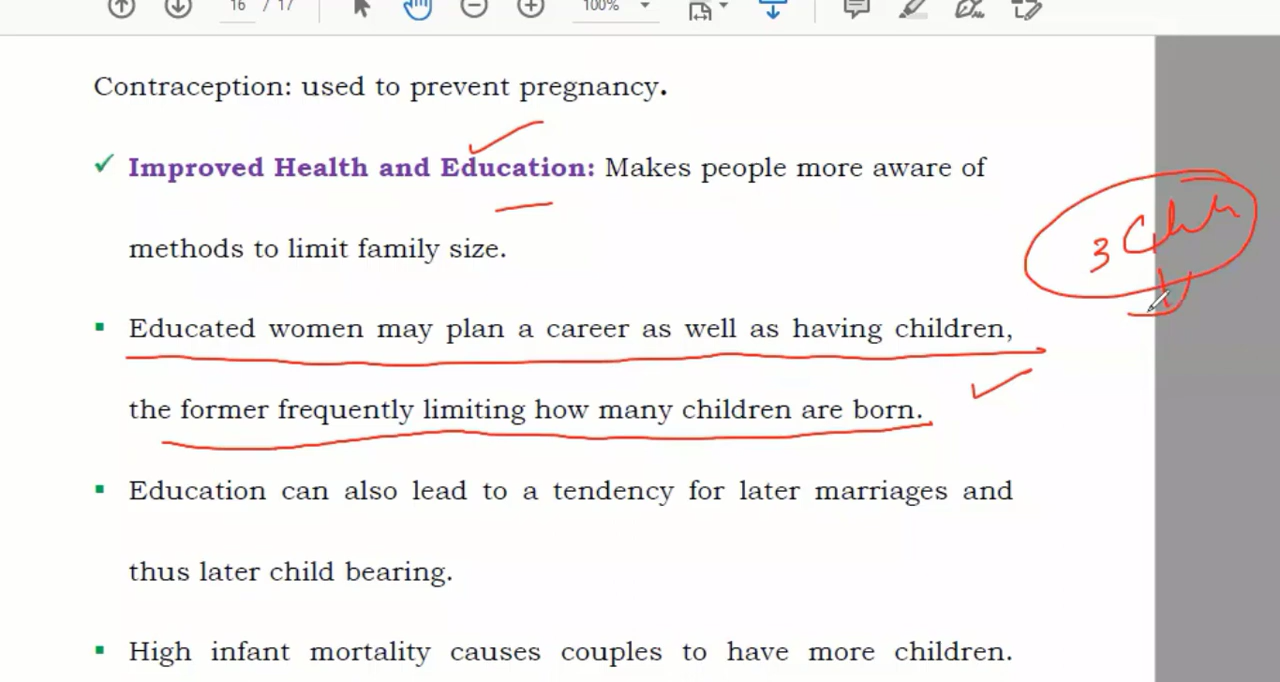 16 / 17
100%
Contraception: used to prevent pregnancy.
Improved Health and Education: Makes people more aware of
methods to limit family size.
Educated women may plan a career as well as having children,
the former frequently limiting how many children are born.
Education can also lead to a tendency for later marriages and
thus later child bearing.
High infant mortality causes couples to have more children.
3